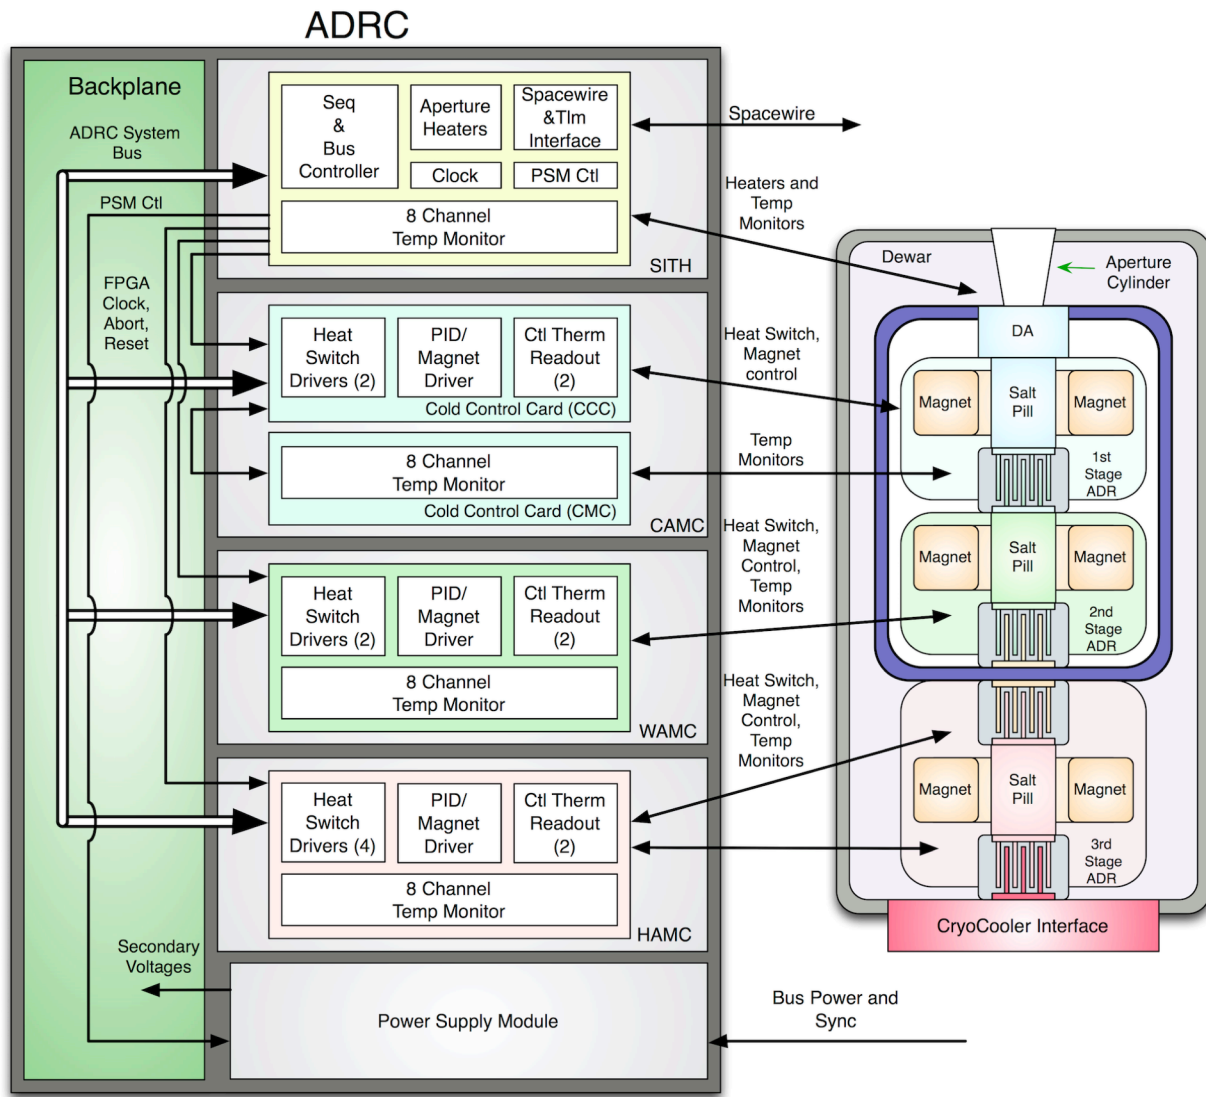 ADRC
Backplane
ADRC System
Bus
PSM Ctl
FPGA
Clock,
Abort,
Reset
Secondary
Voltages
Seq
&
Bus
Controller
Aperture
Heaters
Spacewire
&Tlm
Interface
Clock
PSM Ctl
8 Channel
Temp Monitor
SITH
Heat
Switch
Drivers (2)
PID/
Magnet
Driver
Ctl Therm
Readout
(2)
Cold Control Card (CCC)
8 Channel
Temp Monitor
Cold Control Card (CMC)
CAMC
Heat
Switch
Drivers (2)
PID/
Magnet
Driver
Ctl Therm
Readout
(2)
8 Channel
Temp Monitor
WAMC
Heat
Switch
Drivers (4)
PID/
Magnet
Driver
Ctl Therm
Readout
(2)
8 Channel
Temp Monitor
HAMC
Power Supply Module
Spacewire
Heaters and
Temp
Monitors
Heat Switch,
Magnet
control
Temp
Monitors
Heat Switch,
Magnet
Control,
Temp
Monitors
Heat Switch,
Magnet
Control,
Temp
Monitors
Bus Power and
Sync
Dewar
Aperture
Cylinder
DA
Magnet
Salt
Pill
Magnet
1st
Stage
ADR
Magnet
Salt
Pill
Magnet
2nd
Stage
ADR
Magnet
Salt
Pill
Magnet
3rd
Stage
ADR
CryoCooler Interface